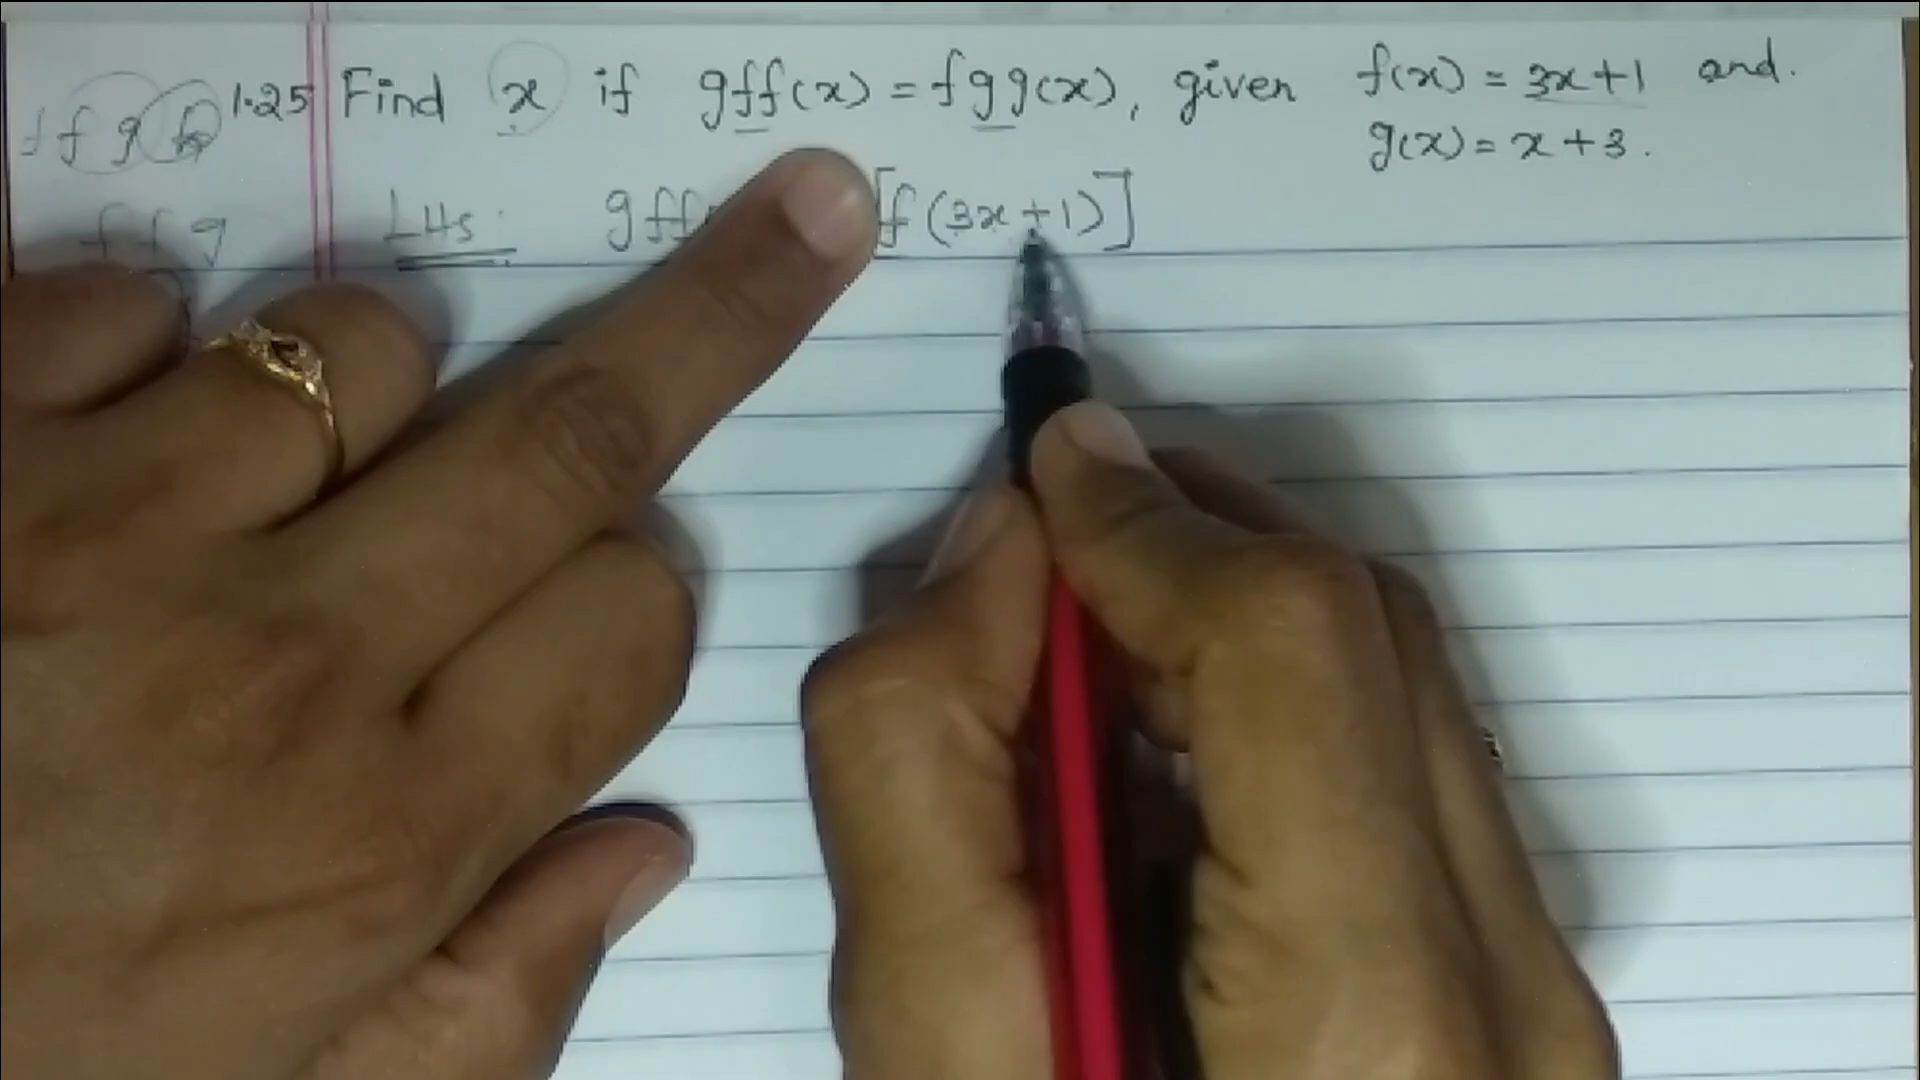 1.25 Find x if gff(x) = fgg(x), given f(x) = 3x+1 and.
g(x) = x+3.
f g
f f g LHS: gff [f(3x+1)]